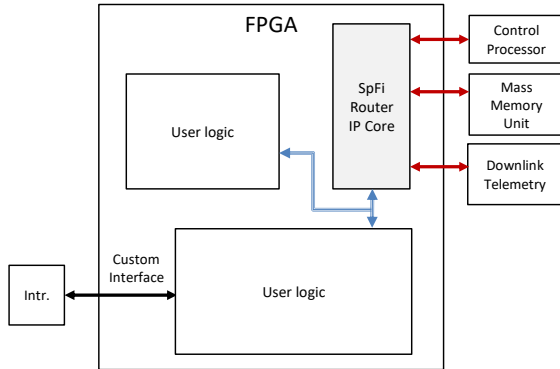 FPGA
SpFi
Router
IP Core
Control
Processor
Mass
Memory
Unit
Downlink
Telemetry
User logic
Custom
Interface
Intr.
User logic